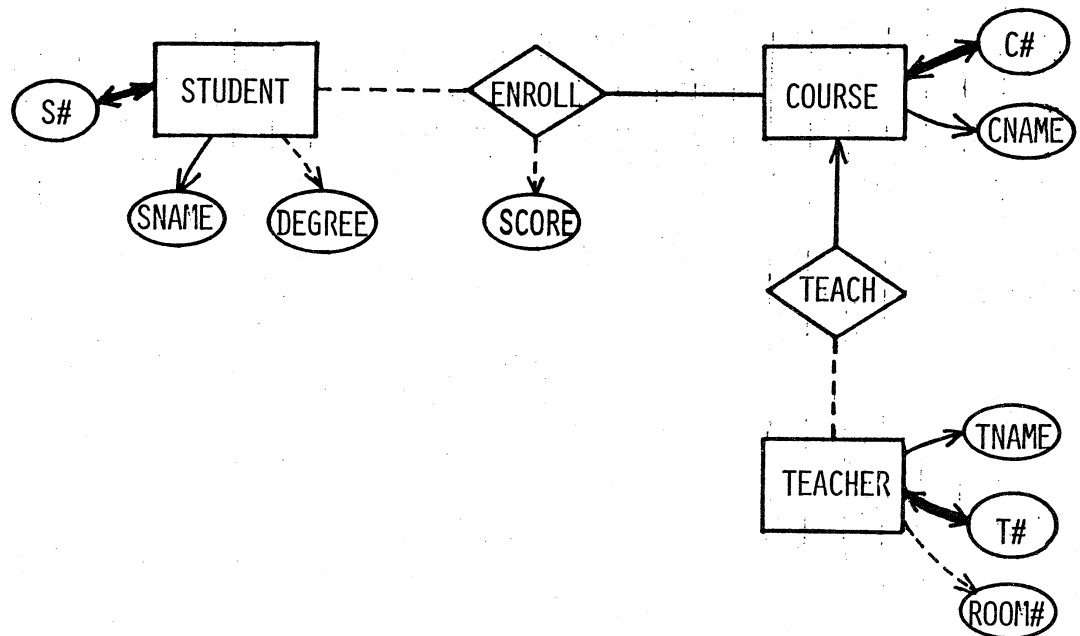 C#
STUDENT
ENROLL
COURSE
S#
CNAME
SNAME
DEGREE
SCORE
TEACH
TNAME
TEACHER
T#
ROOM#